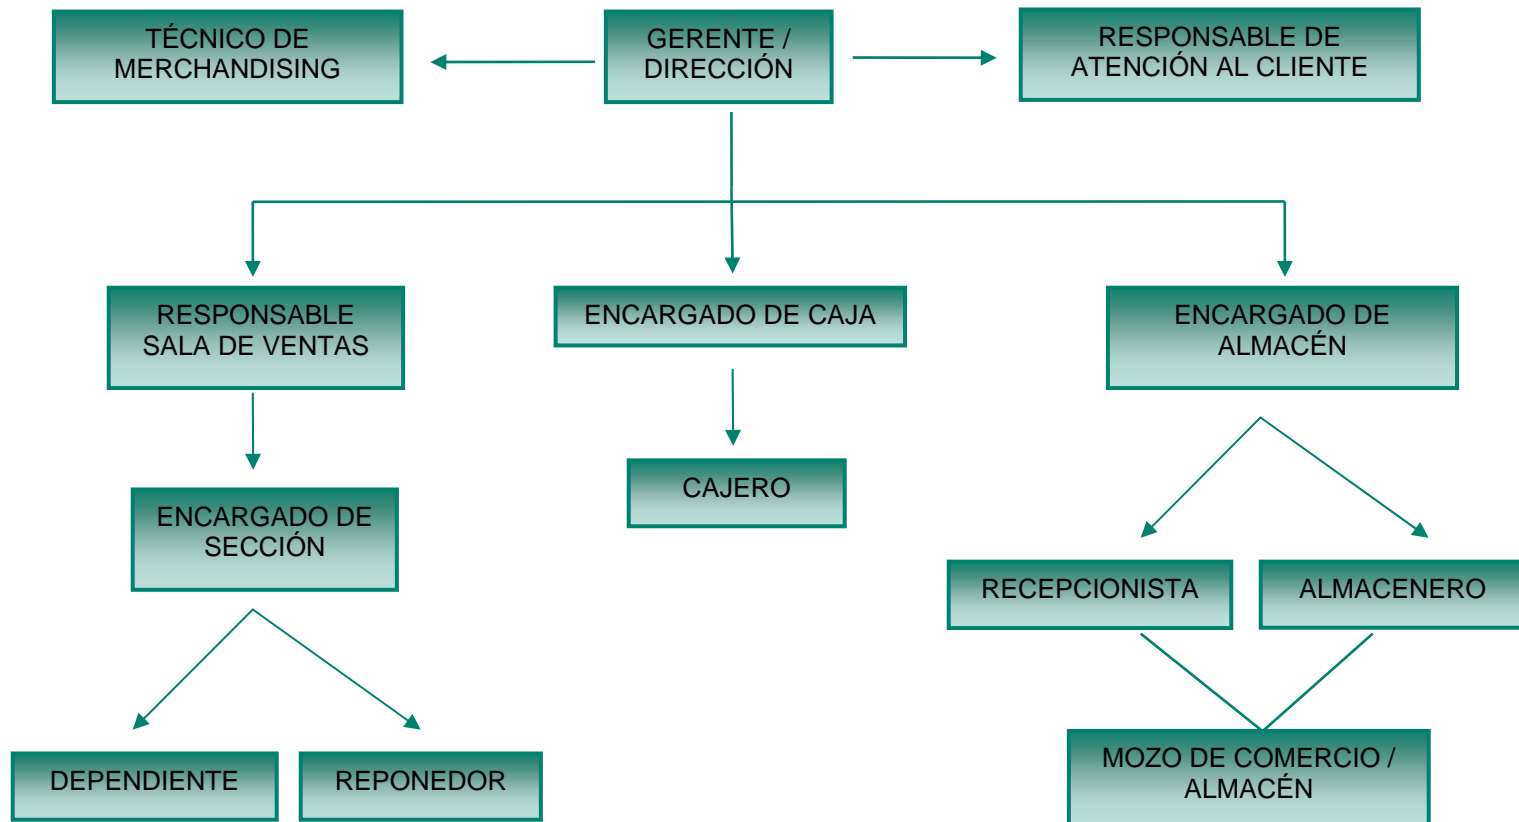 TÉCNICO DE
MERCHANDISING
GERENTE /
DIRECCIÓN
RESPONSABLE DE
ATENCIÓN AL CLIENTE
RESPONSABLE
SALA DE VENTAS
ENCARGADO DE CAJA
ENCARGADO DE
ALMACÉN
CAJERO
ENCARGADO DE
SECCIÓN
RECEPCIONISTA
ALMACENERO
DEPENDIENTE
REPONEDOR
MOZO DE COMERCIO /
ALMACÉN